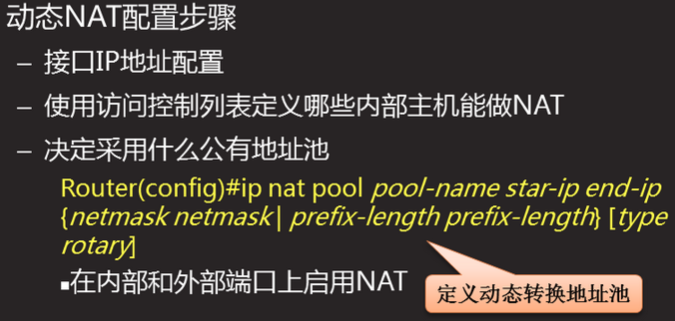 动态NAT配置步骤
– 接口IP地址配置
– 使用访问控制列表定义哪些内部主机能做NAT
– 决定采用什么公有地址池
Router(config)#ip nat pool pool-name star-ip end-ip
{netmask netmask| prefix-length prefix-length} [type
rotary]
▪在内部和外部端口上启用NAT
定义动态转换地址池